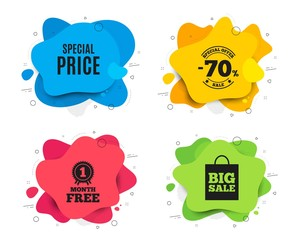 SPECIAL
PRICE
SPECIAL OFFER
-70%
SALE
1
MONTH
FREE
BIG
SALE